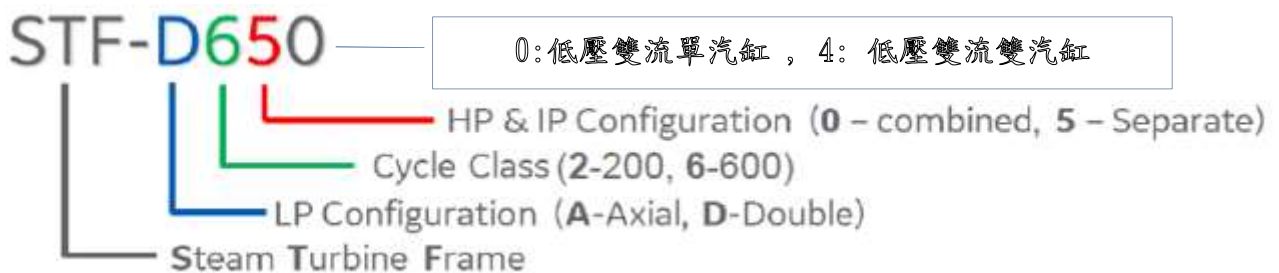 STF-D650
0:低壓雙流單汽缸 , 4: 低壓雙流雙汽缸
HP & IP Configuration (0 – combined, 5 – Separate)
Cycle Class (2-200, 6-600)
LP Configuration (A-Axial, D-Double)
Steam Turbine Frame